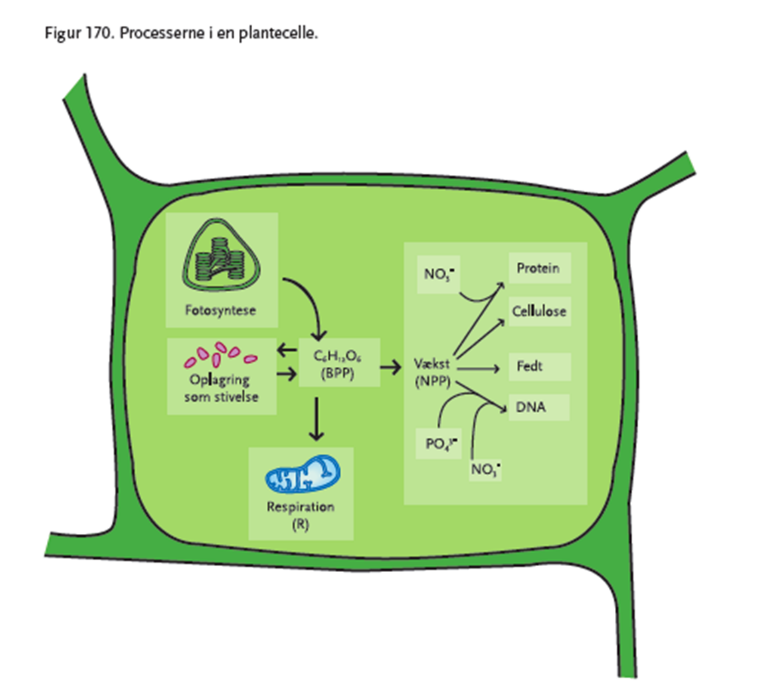 Figur 170. Processerne i en plantecelle.
Fotosyntese
Oplagring
som stivelse
C₆H₁₂O₆
(BPP)
Respiration
(R)
Vækst
(NPP)
NO₃⁻
Protein
Cellulose
Fedt
DNA
PO₄³⁻
NO₃⁻